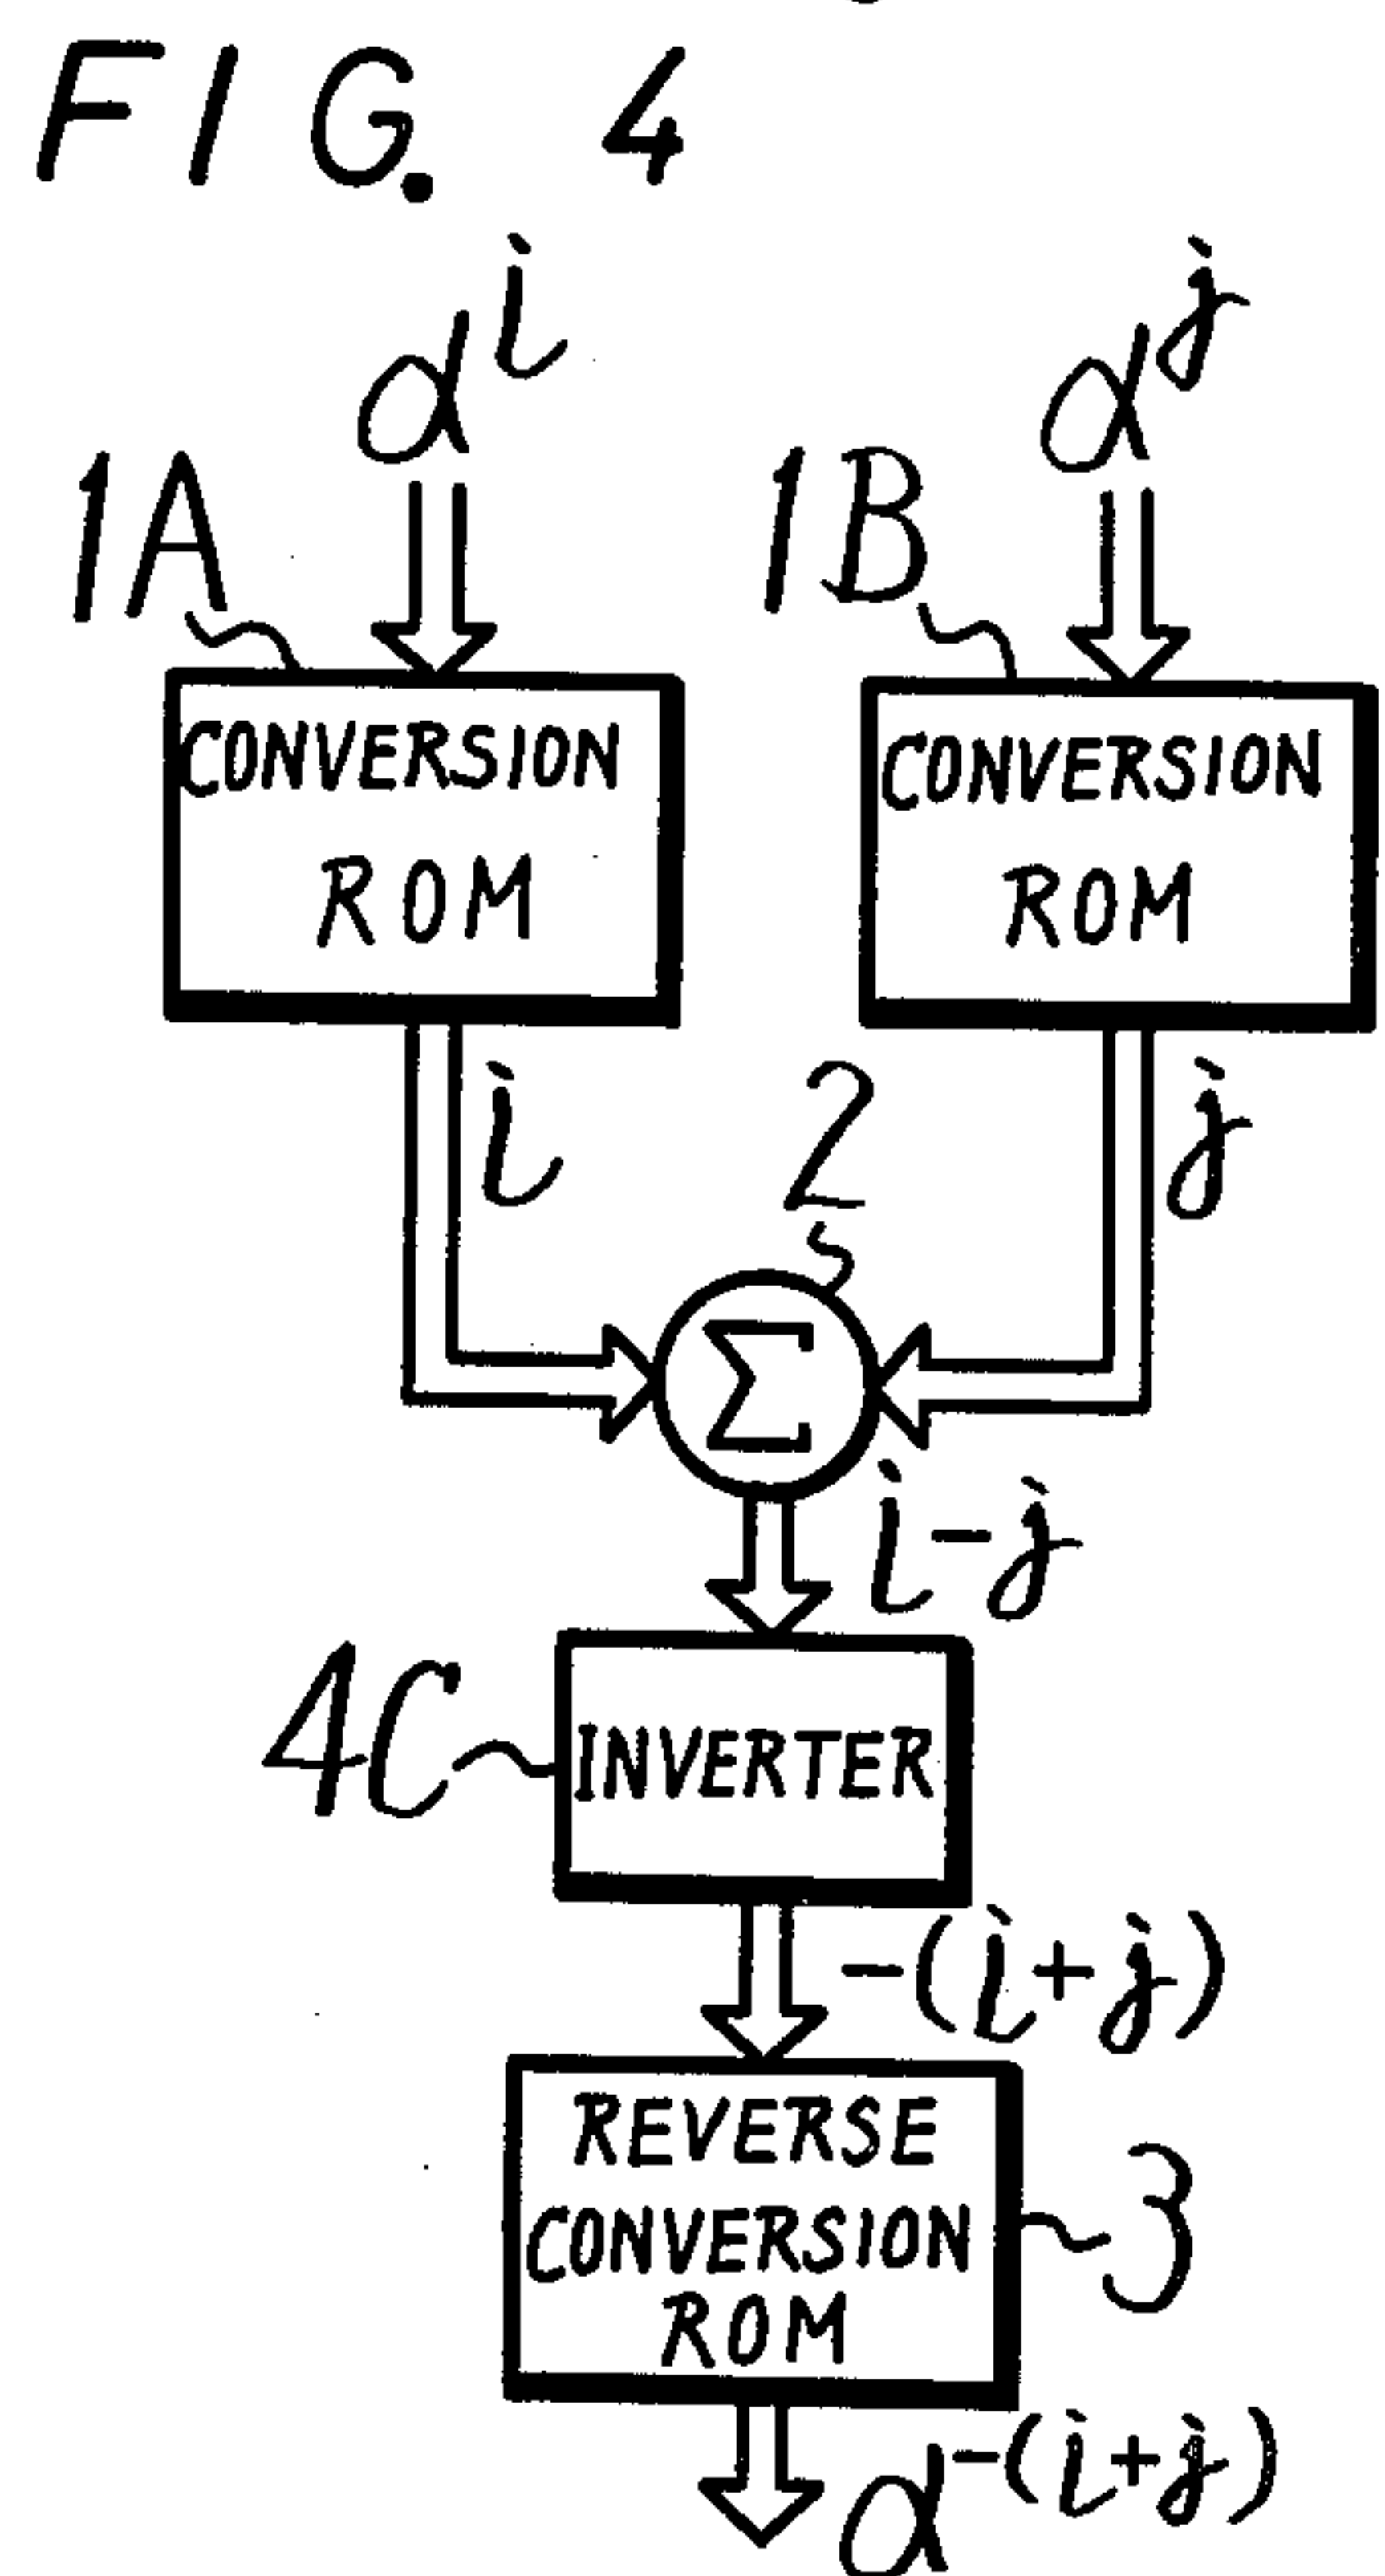 FIG. 4
α^i
α^j
1A
1B
CONVERSION
ROM
CONVERSION
ROM
i
2
j
Σ
i-j
4C
INVERTER
-(i+j)
REVERSE
CONVERSION
ROM
3
α^-(i+j)